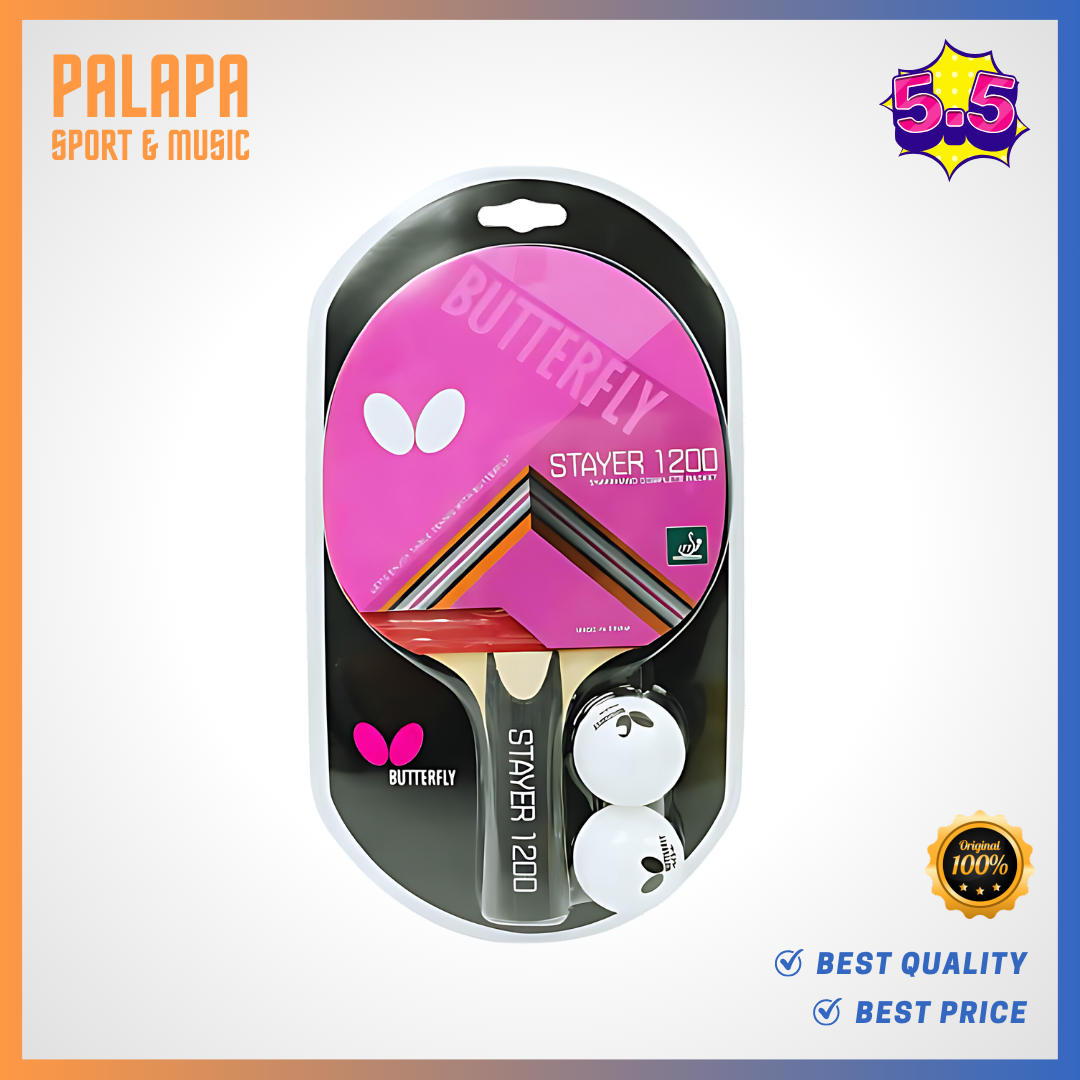 PALAPA
SPORT & MUSIC
5.5
BUTTERFLY
STAYER 1200
BUTTERFLY
STAYER 1200
Original
100%
BEST QUALITY
BEST PRICE